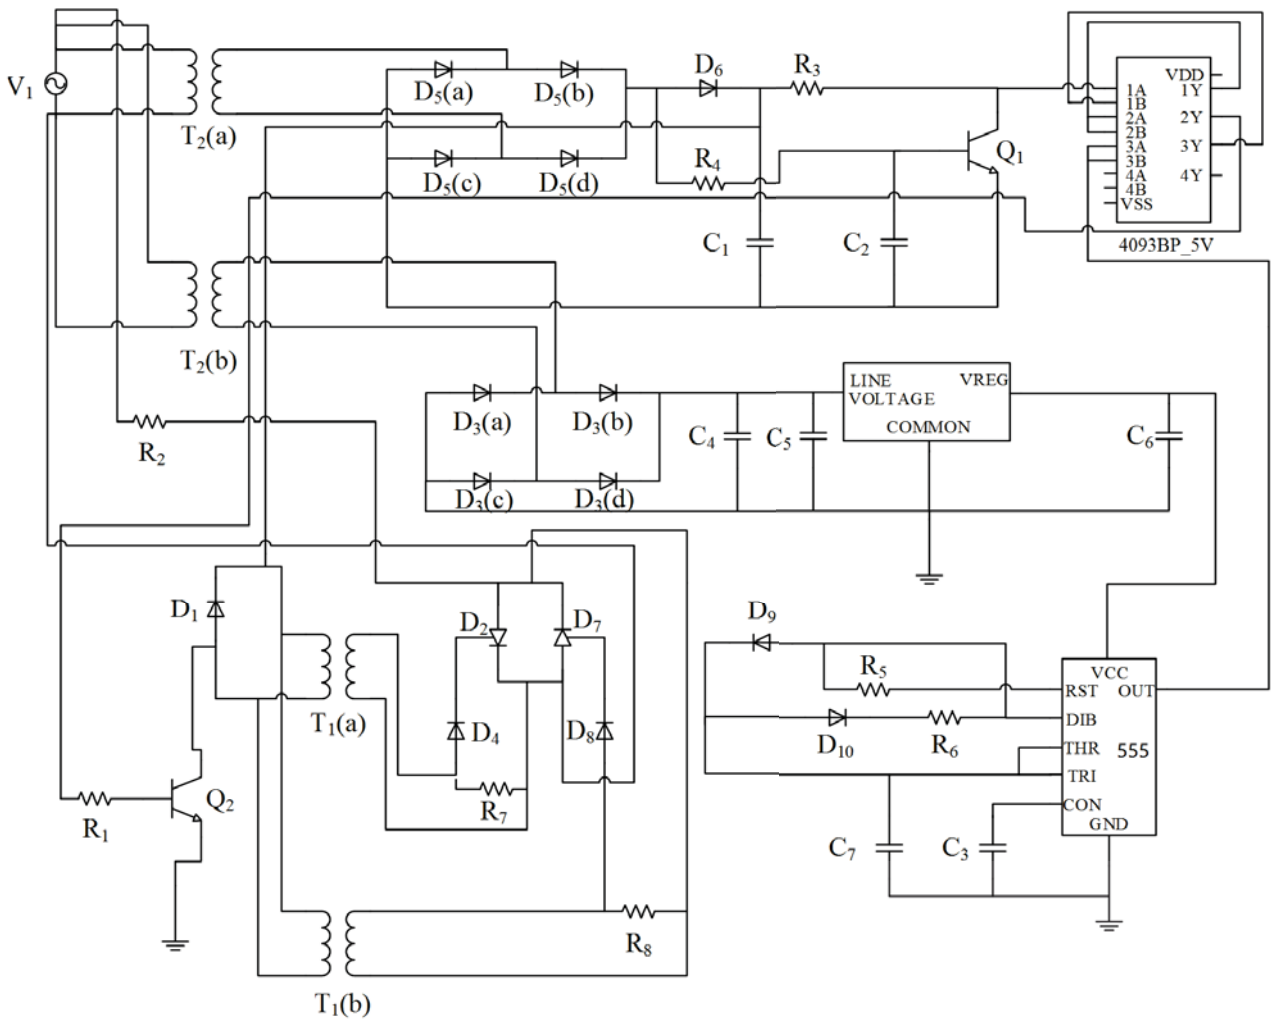 V1
T2(a)
D5(a)
D5(b)
D5(c)
D5(d)
D6
R3
R4
Q1
C1
C2
VDD
1A
1Y
1B
2A
2Y
2B
3A
3Y
3B
4A
4Y
4B
VSS
4093BP_5V
T2(b)
R2
D3(a)
D3(b)
D3(c)
D3(d)
C4
C5
LINE
VREG
VOLTAGE
COMMON
C6
D1
D2
D7
T1(a)
D4
D8
R7
R1
Q2
R8
T1(b)
D9
R5
D10
R6
C7
C3
VCC
RST
OUT
DIB
THR
555
TRI
CON
GND